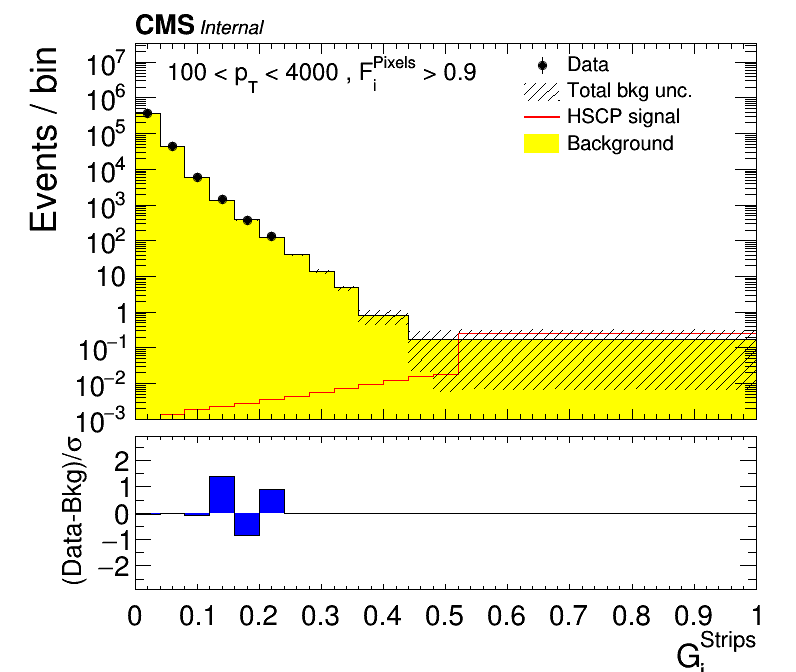 CMS Internal
Events / bin
100 < p_T < 4000 , F_i^Pixels > 0.9
Data
Total bkg unc.
HSCP signal
Background
10^7
10^6
10^5
10^4
10^3
10^2
10
1
10^−1
10^−2
10^−3
(Data-Bkg)/σ
2
1
0
−1
−2
0 0.1 0.2 0.3 0.4 0.5 0.6 0.7 0.8 0.9 1
G_i^Strips